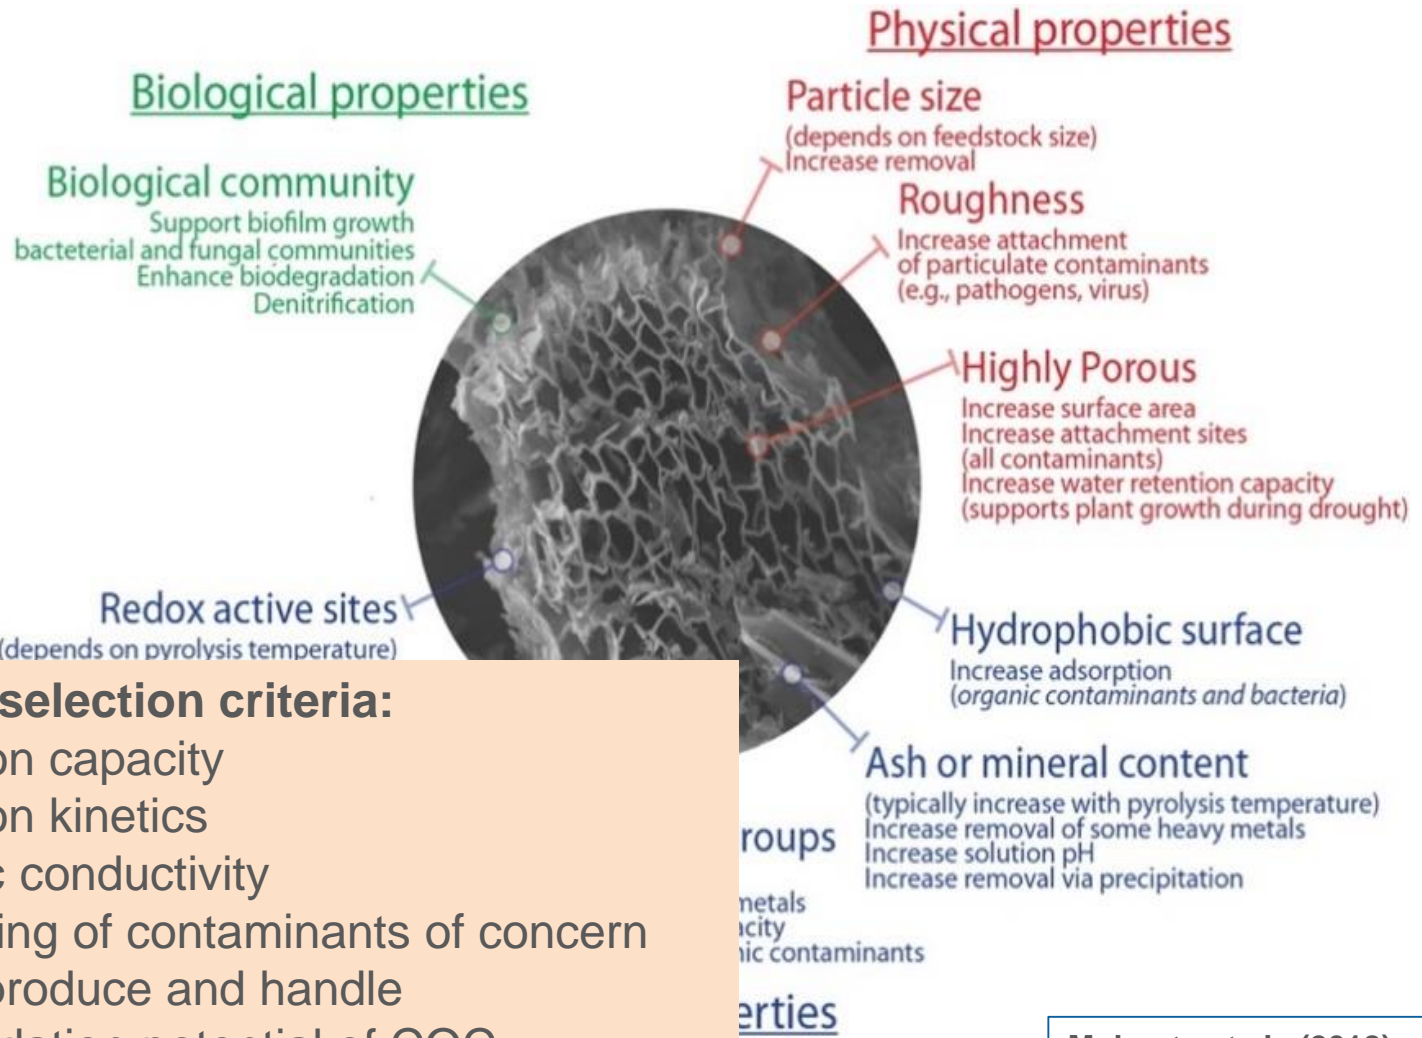 Physical properties
Biological properties
Particle size
(depends on feedstock size)
Increase removal
Biological community
Support biofilm growth
bacteterial and fungal communities
Enhance biodegradation
Denitrification
Roughness
Increase attachment
of particulate contaminants
(e.g., pathogens, virus)
Highly Porous
Increase surface area
Increase attachment sites
(all contaminants)
Increase water retention capacity
(supports plant growth during drought)
Redox active sites
(depends on pyrolysis temperature)
Hydrophobic surface
Increase adsorption
(organic contaminants and bacteria)
selection criteria:
on capacity
on kinetics
c conductivity
ing of contaminants of concern
produce and handle
Ash or mineral content
(typically increase with pyrolysis temperature)
Increase removal of some heavy metals
Increase solution pH
Increase removal via precipitation
roups
metals
acity
nic contaminants
erties